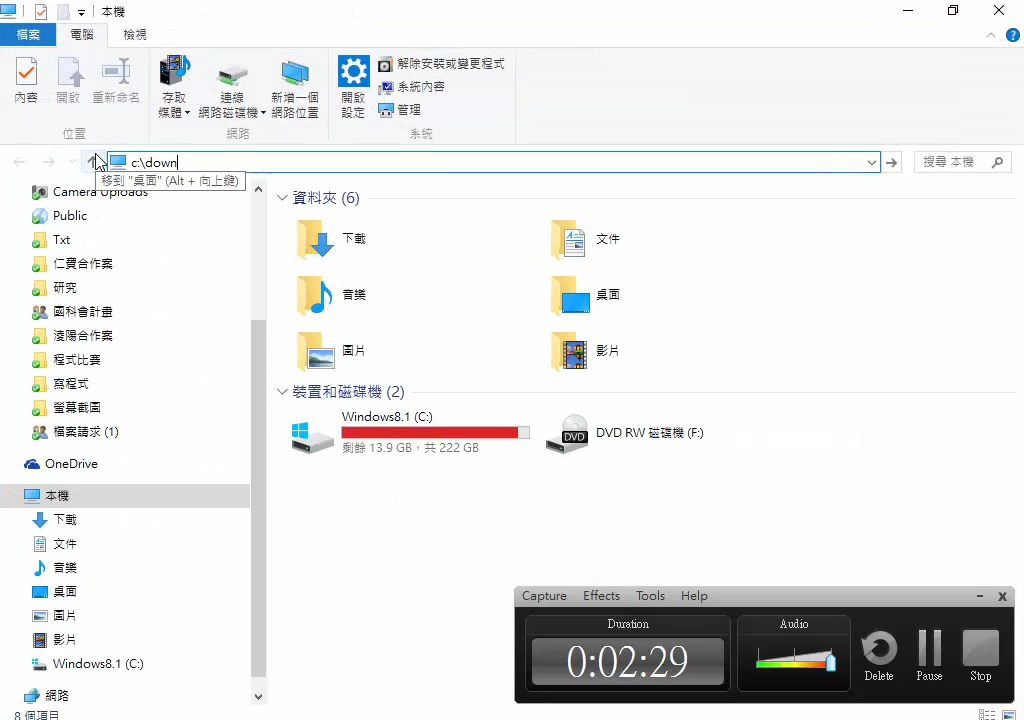 本機
檔案
電腦
檢視
內容
開啟
重新命名
位置
存取
媒體
連線
網路磁碟機
新增一個
網路位置
網路
開啟
設定
解除安裝或變更程式
系統內容
管理
系統
c:\down
搜尋 本機
移到 "桌面" (Alt + 向上鍵)
Camera Uploads
Public
Txt
仁寶合作案
研究
國科會計畫
淩陽合作案
程式比賽
寫程式
螢幕截圖
檔案請求 (1)
OneDrive
本機
下載
文件
音樂
桌面
圖片
影片
Windows8.1 (C:)
網路
8 個項目
資料夾 (6)
下載
文件
音樂
桌面
圖片
影片
裝置和磁碟機 (2)
Windows8.1 (C:)
剩餘 13.9 GB，共 222 GB
DVD RW 磁碟機 (F:)
DVD
Capture Effects Tools Help
Duration
0:02:29
Audio
Delete
Pause
Stop